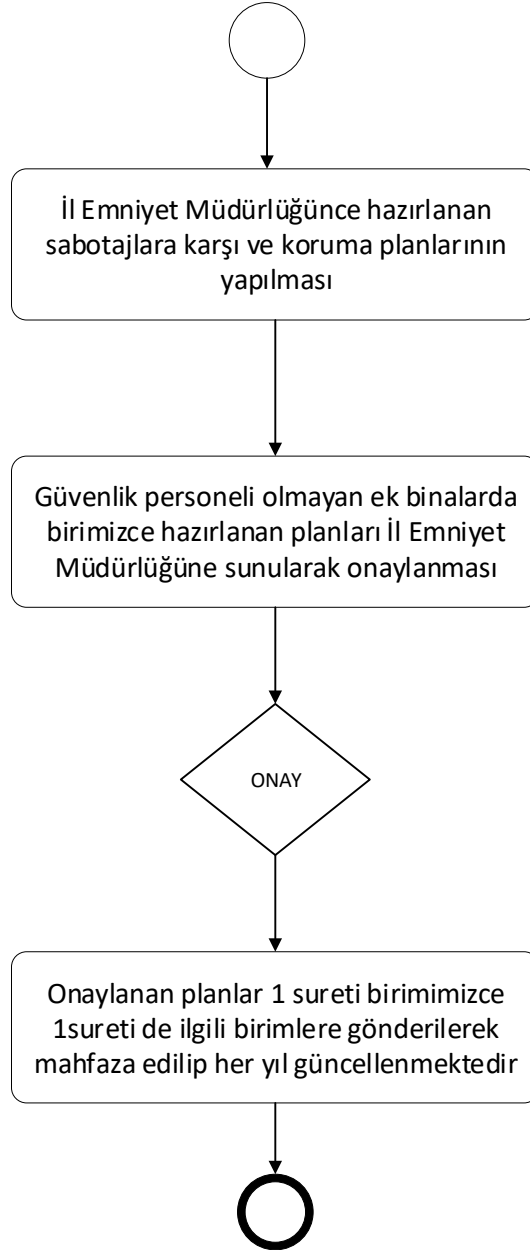 İl Emniyet Müdürlüğünce hazırlanan
sabotajlara karşı ve koruma planlarının
yapılması
Güvenlik personeli olmayan ek binalarda
birimizce hazırlanan planları İl Emniyet
Müdürlüğüne sunularak onaylanması
ONAY
Onaylanan planlar 1 sureti birimimizce
1sureti de ilgili birimlere gönderilerek
mahfaza edilip her yıl güncellenmektedir